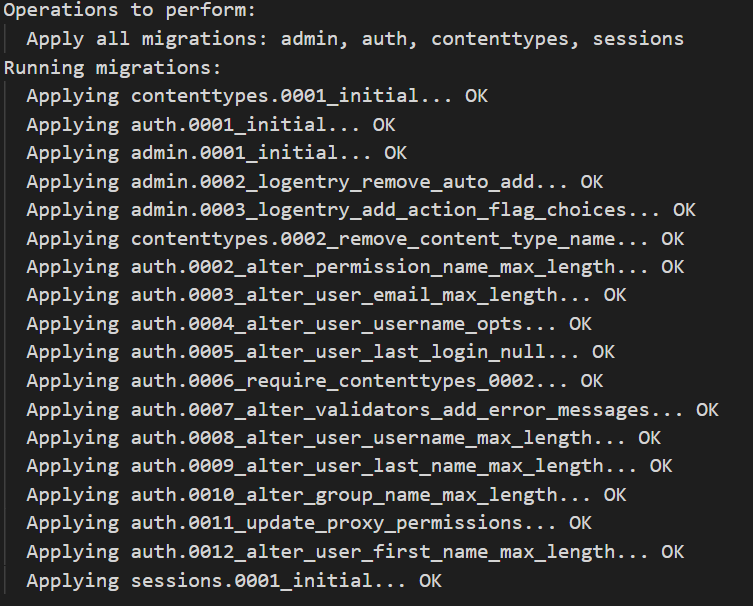 Operations to perform:
Apply all migrations: admin, auth, contenttypes, sessions
Running migrations:
Applying contenttypes.0001_initial... OK
Applying auth.0001_initial... OK
Applying admin.0001_initial... OK
Applying admin.0002_logentry_remove_auto_add... OK
Applying admin.0003_logentry_add_action_flag_choices... OK
Applying contenttypes.0002_remove_content_type_name... OK
Applying auth.0002_alter_permission_name_max_length... OK
Applying auth.0003_alter_user_email_max_length... OK
Applying auth.0004_alter_user_username_opts... OK
Applying auth.0005_alter_user_last_login_null... OK
Applying auth.0006_require_contenttypes_0002... OK
Applying auth.0007_alter_validators_add_error_messages... OK
Applying auth.0008_alter_user_username_max_length... OK
Applying auth.0009_alter_user_last_name_max_length... OK
Applying auth.0010_alter_group_name_max_length... OK
Applying auth.0011_update_proxy_permissions... OK
Applying auth.0012_alter_user_first_name_max_length... OK
Applying sessions.0001_initial... OK